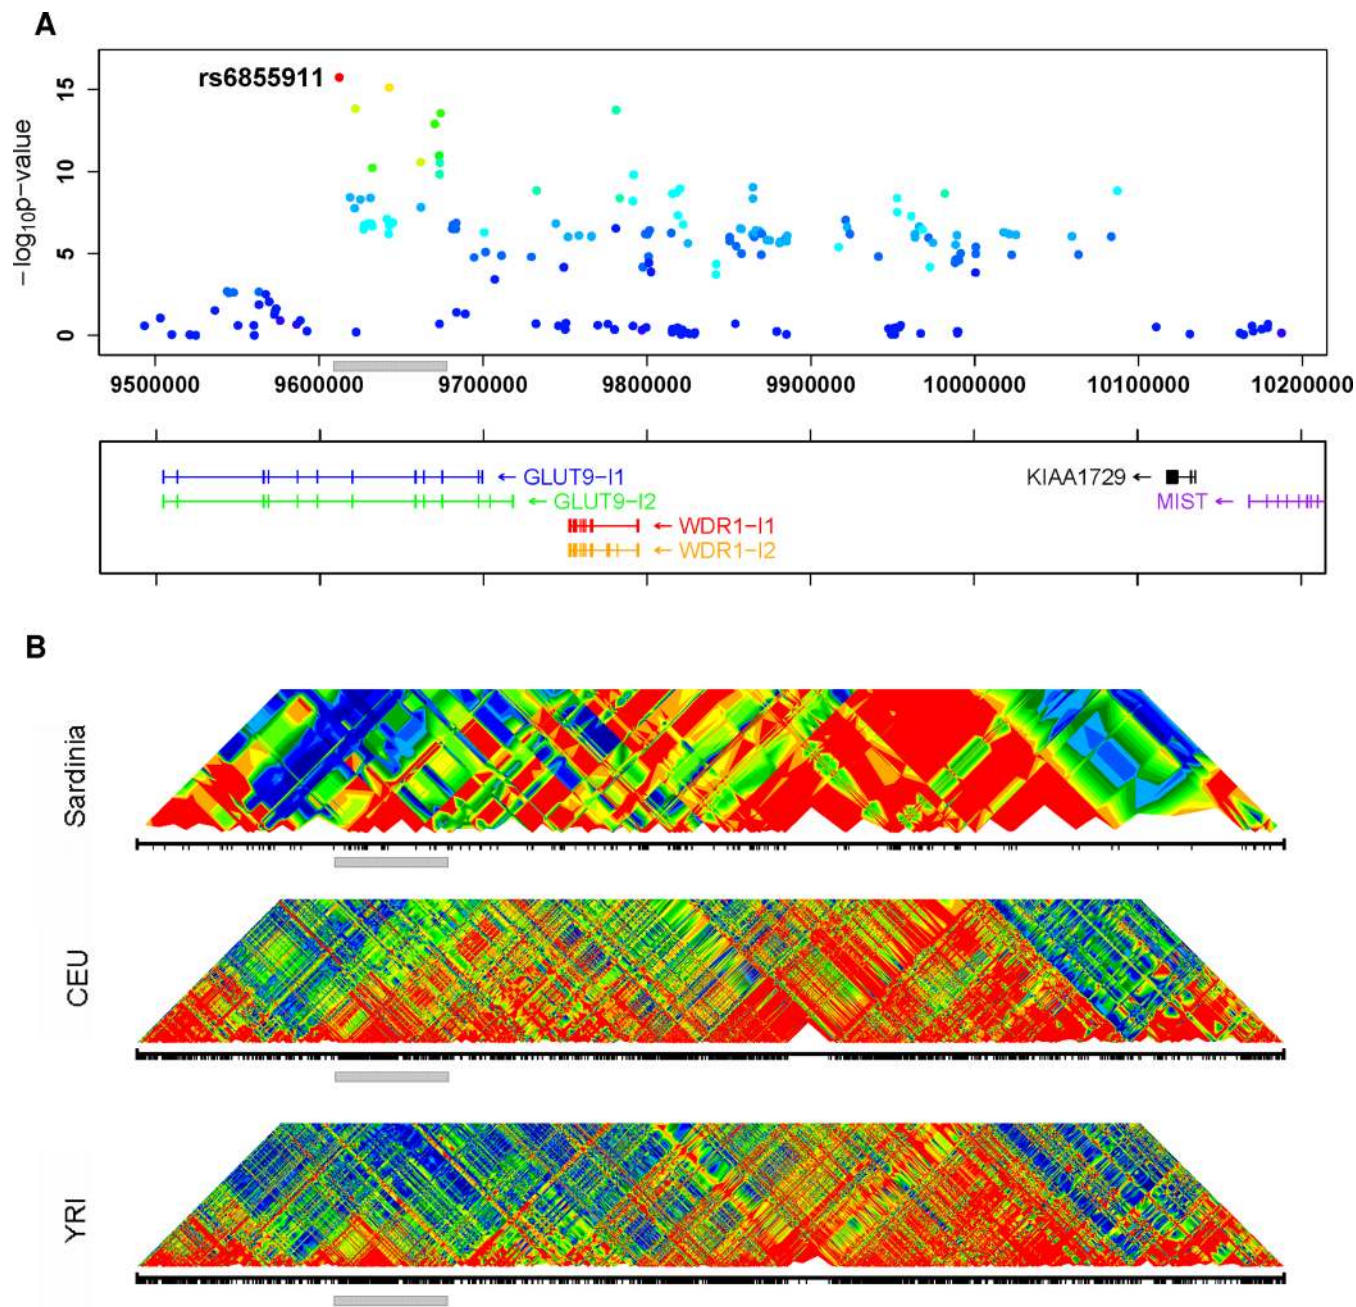 A
rs6855911
−log10p−value
15
10
5
0
9500000 9600000 9700000 9800000 9900000 10000000 10100000 10200000
← GLUT9−I1
KIAA1729 ←
← GLUT9−I2
MIST ←
← WDR1−I1
← WDR1−I2
B
Sardinia
CEU
YRI